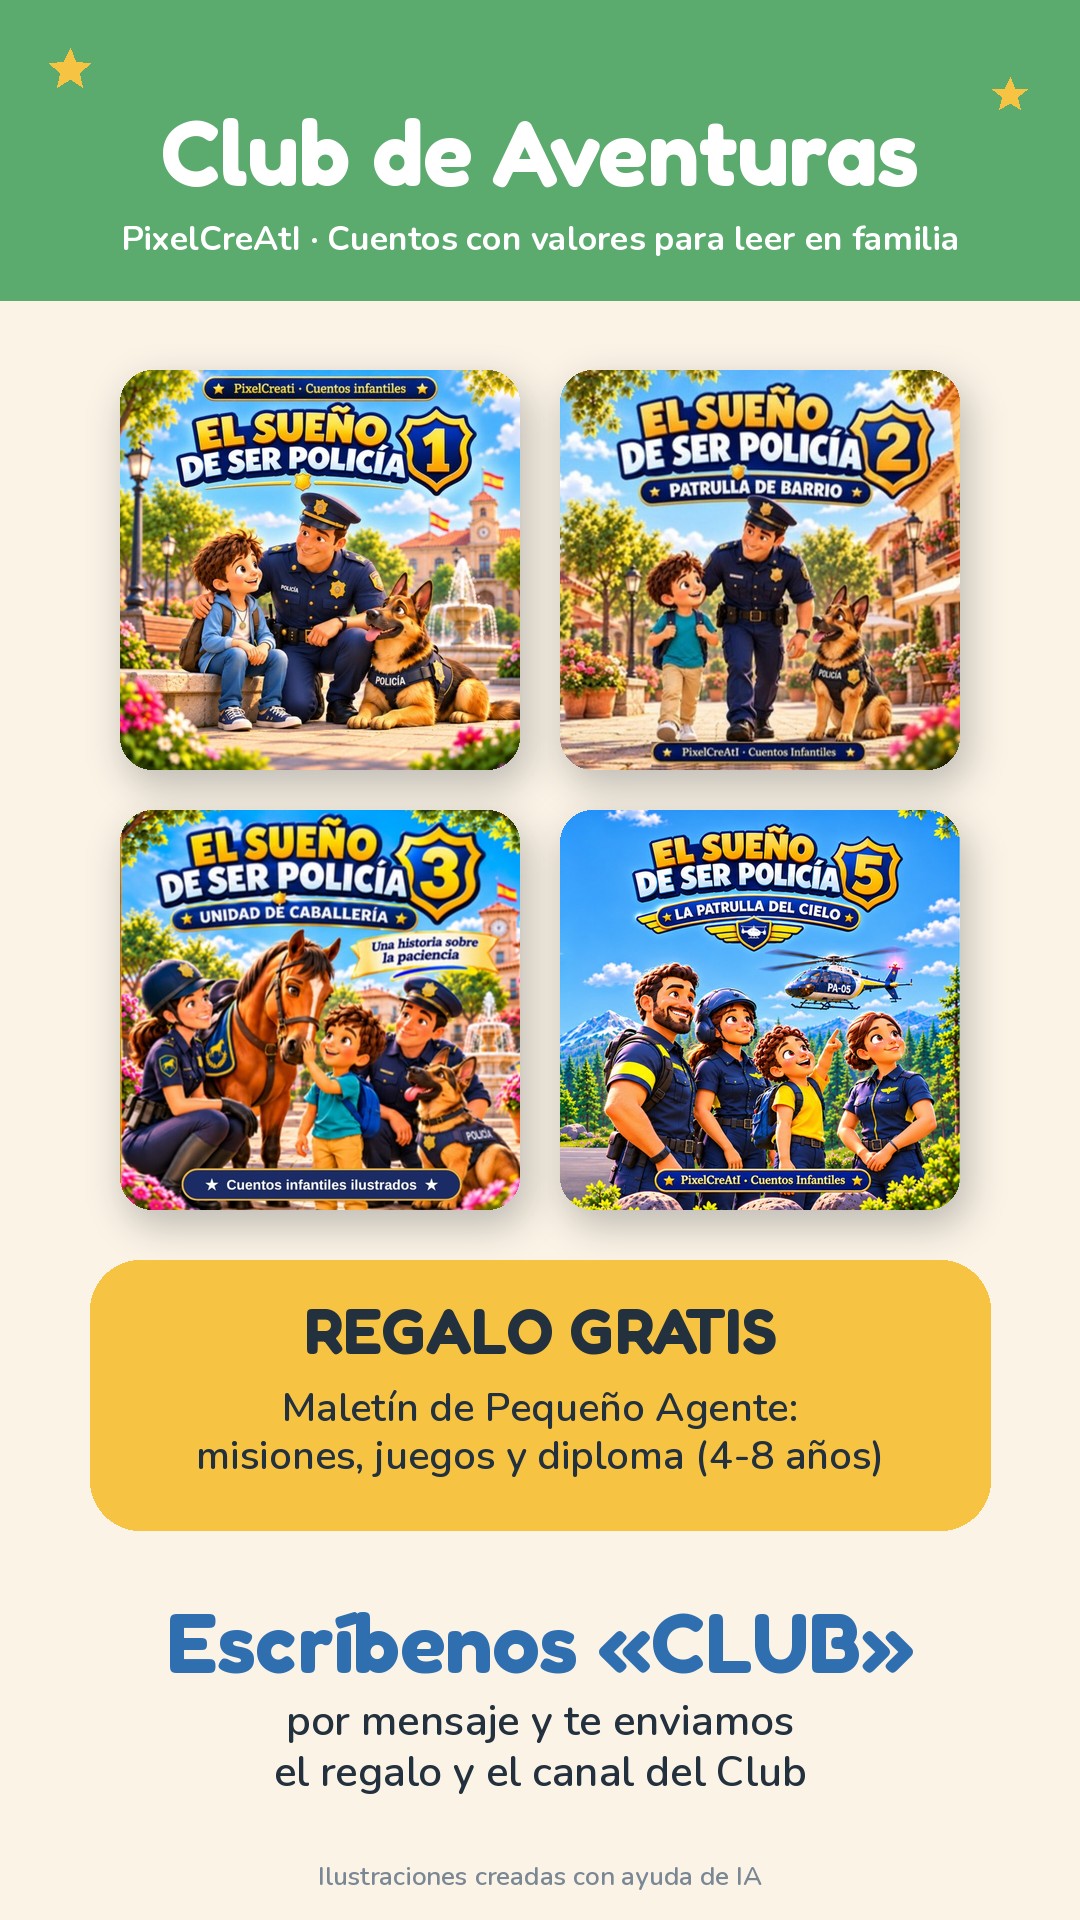 Club de Aventuras
PixelCreAtI · Cuentos con valores para leer en familia
PixelCreati · Cuentos infantiles
EL SUEÑO
DE SER POLICÍA
1
POLICÍA
POLICÍA
EL SUEÑO
DE SER POLICÍA
2
PATRULLA DE BARRIO
POLICÍA
PixelCreAtI · Cuentos Infantiles
EL SUEÑO
DE SER POLICÍA
3
UNIDAD DE CABALLERÍA
Una historia sobre
la paciencia
POLICÍA
Cuentos infantiles ilustrados
EL SUEÑO
DE SER POLICÍA
5
LA PATRULLA DEL CIELO
PA-05
PixelCreAtI · Cuentos Infantiles
REGALO GRATIS
Maletín de Pequeño Agente:
misiones, juegos y diploma (4-8 años)
Escríbenos «CLUB»
por mensaje y te enviamos
el regalo y el canal del Club
Ilustraciones creadas con ayuda de IA